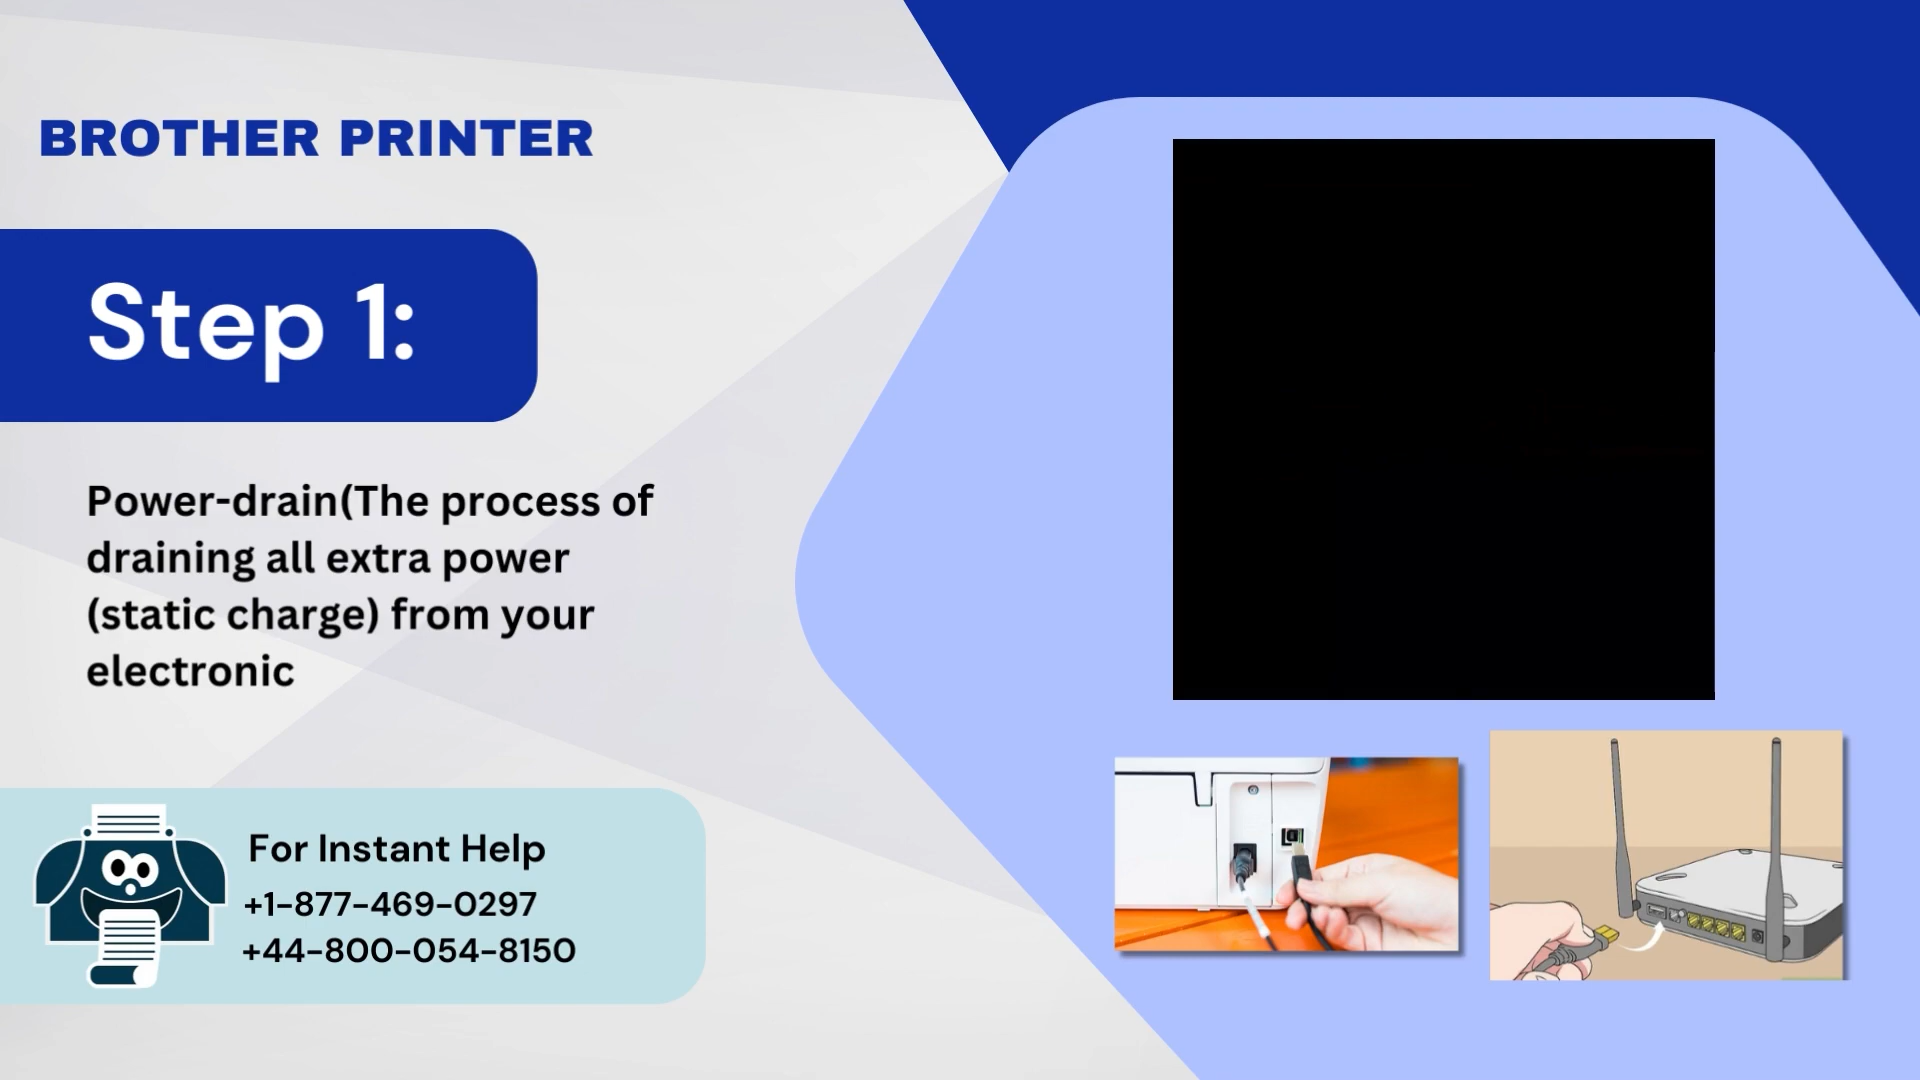 BROTHER PRINTER
Step 1:
Power-drain(The process of
draining all extra power
(static charge) from your
electronic
For Instant Help
+1-877-469-0297
+44-800-054-8150